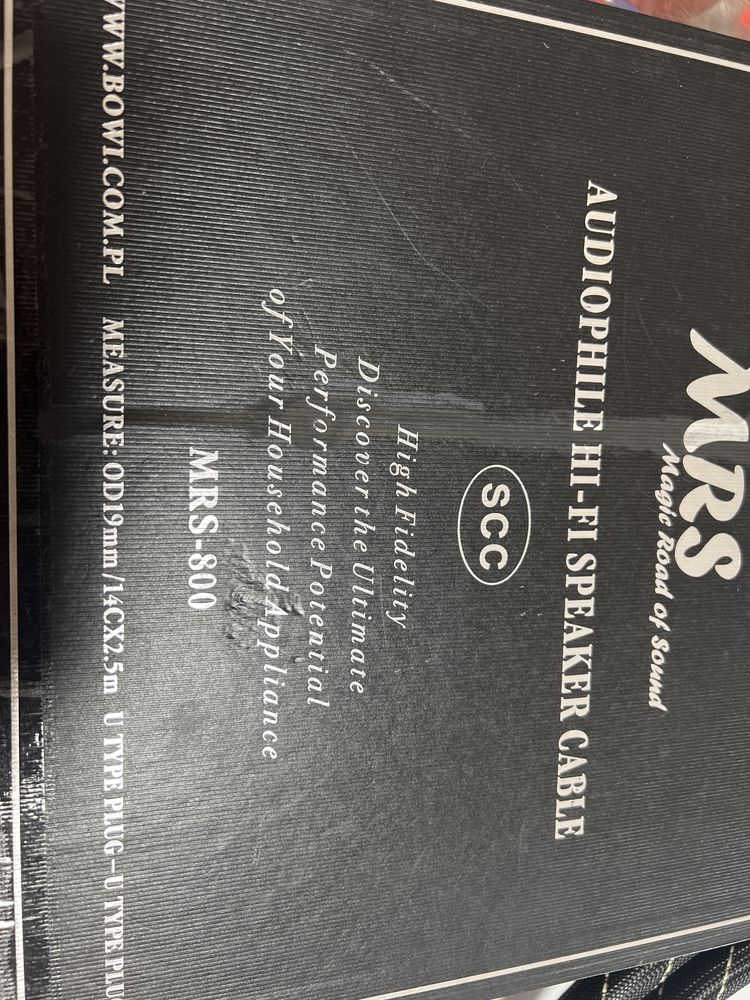 MRS
Magic Road of Sound
AUDIOPHILE HI-FI SPEAKER CABLE
SCC
High Fidelity
Discover the Ultimate
Performance Potential
of Your Household Appliance
MRS-800
WWW.BOWI.COM.PL MEASURE: OD19mm /14CX2.5m U TYPE PLUG—U TYPE PLU